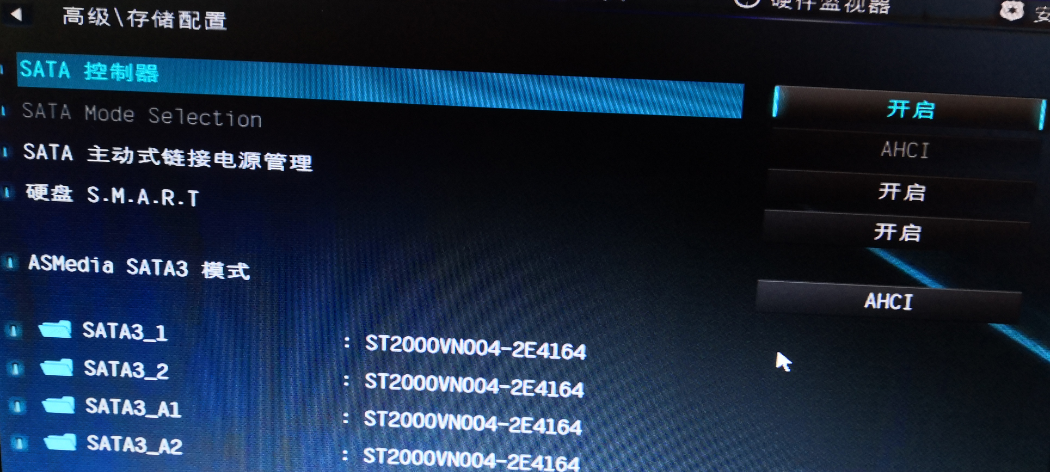 高级\存储配置
硬件监视器
SATA 控制器
开启
SATA Mode Selection
AHCI
SATA 主动式链接电源管理
开启
硬盘 S.M.A.R.T
开启
ASMedia SATA3 模式
AHCI
SATA3_1 : ST2000VN004-2E4164
SATA3_2 : ST2000VN004-2E4164
SATA3_A1 : ST2000VN004-2E4164
SATA3_A2 : ST2000VN004-2E4164